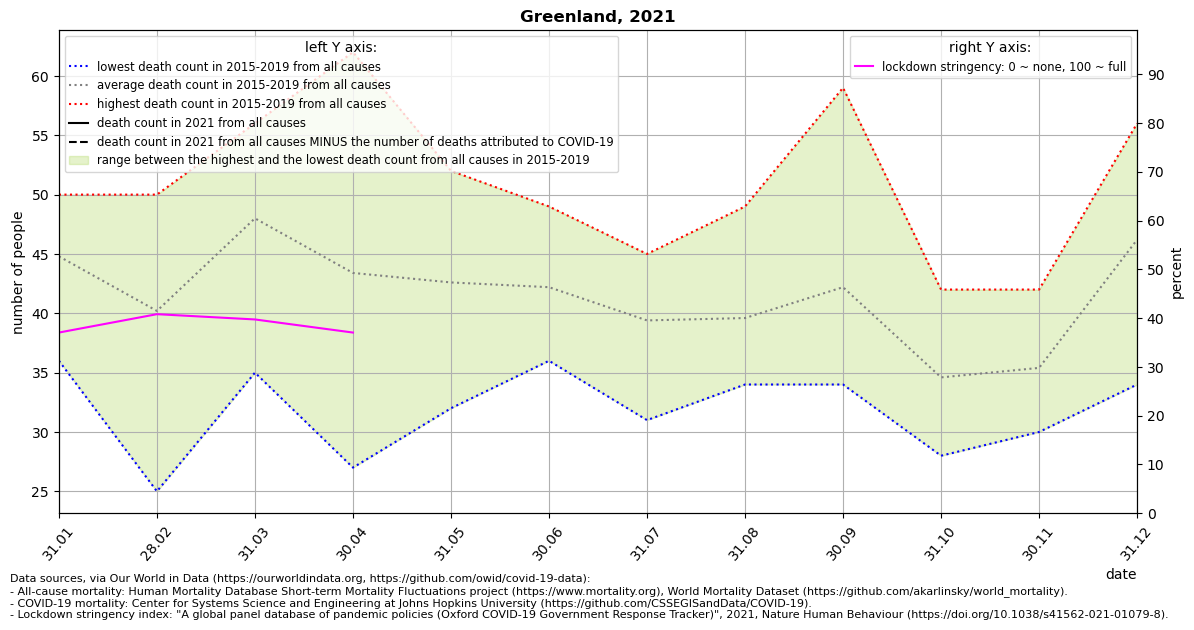 Greenland, 2021
left Y axis:
lowest death count in 2015-2019 from all causes
average death count in 2015-2019 from all causes
highest death count in 2015-2019 from all causes
death count in 2021 from all causes
death count in 2021 from all causes MINUS the number of deaths attributed to COVID-19
range between the highest and the lowest death count from all causes in 2015-2019
right Y axis:
lockdown stringency: 0 ~ none, 100 ~ full
number of people
60
55
50
45
40
35
30
25
percent
90
80
70
60
50
40
30
20
10
0
31.01
28.02
31.03
30.04
31.05
30.06
31.07
31.08
30.09
31.10
30.11
31.12
date
Data sources, via Our World in Data (https://ourworldindata.org, https://github.com/owid/covid-19-data):
- All-cause mortality: Human Mortality Database Short-term Mortality Fluctuations project (https://www.mortality.org), World Mortality Dataset (https://github.com/akarlinsky/world_mortality).
- COVID-19 mortality: Center for Systems Science and Engineering at Johns Hopkins University (https://github.com/CSSEGISandData/COVID-19).
- Lockdown stringency index: "A global panel database of pandemic policies (Oxford COVID-19 Government Response Tracker)", 2021, Nature Human Behaviour (https://doi.org/10.1038/s41562-021-01079-8).